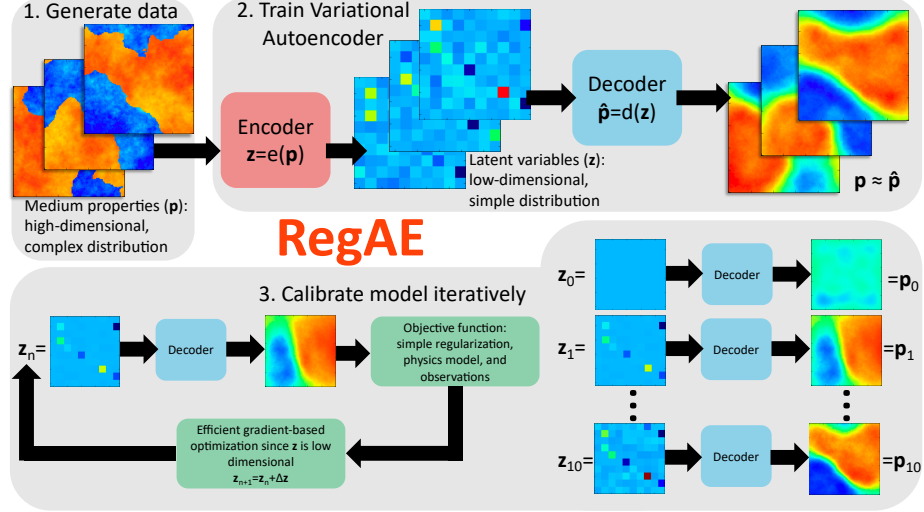 1. Generate data
Medium properties (p):
high-dimensional,
complex distribution
2. Train Variational
Autoencoder
Encoder
z=e(p)
Latent variables (z):
low-dimensional,
simple distribution
Decoder
p̂=d(z)
p ≈ p̂
RegAE
3. Calibrate model iteratively
zₙ=
Decoder
Objective function:
simple regularization,
physics model, and
observations
Efficient gradient-based
optimization since z is low
dimensional
zₙ₊₁=zₙ+Δz
z₀=
Decoder
=p₀
z₁=
Decoder
=p₁
z₁₀=
Decoder
=p₁₀